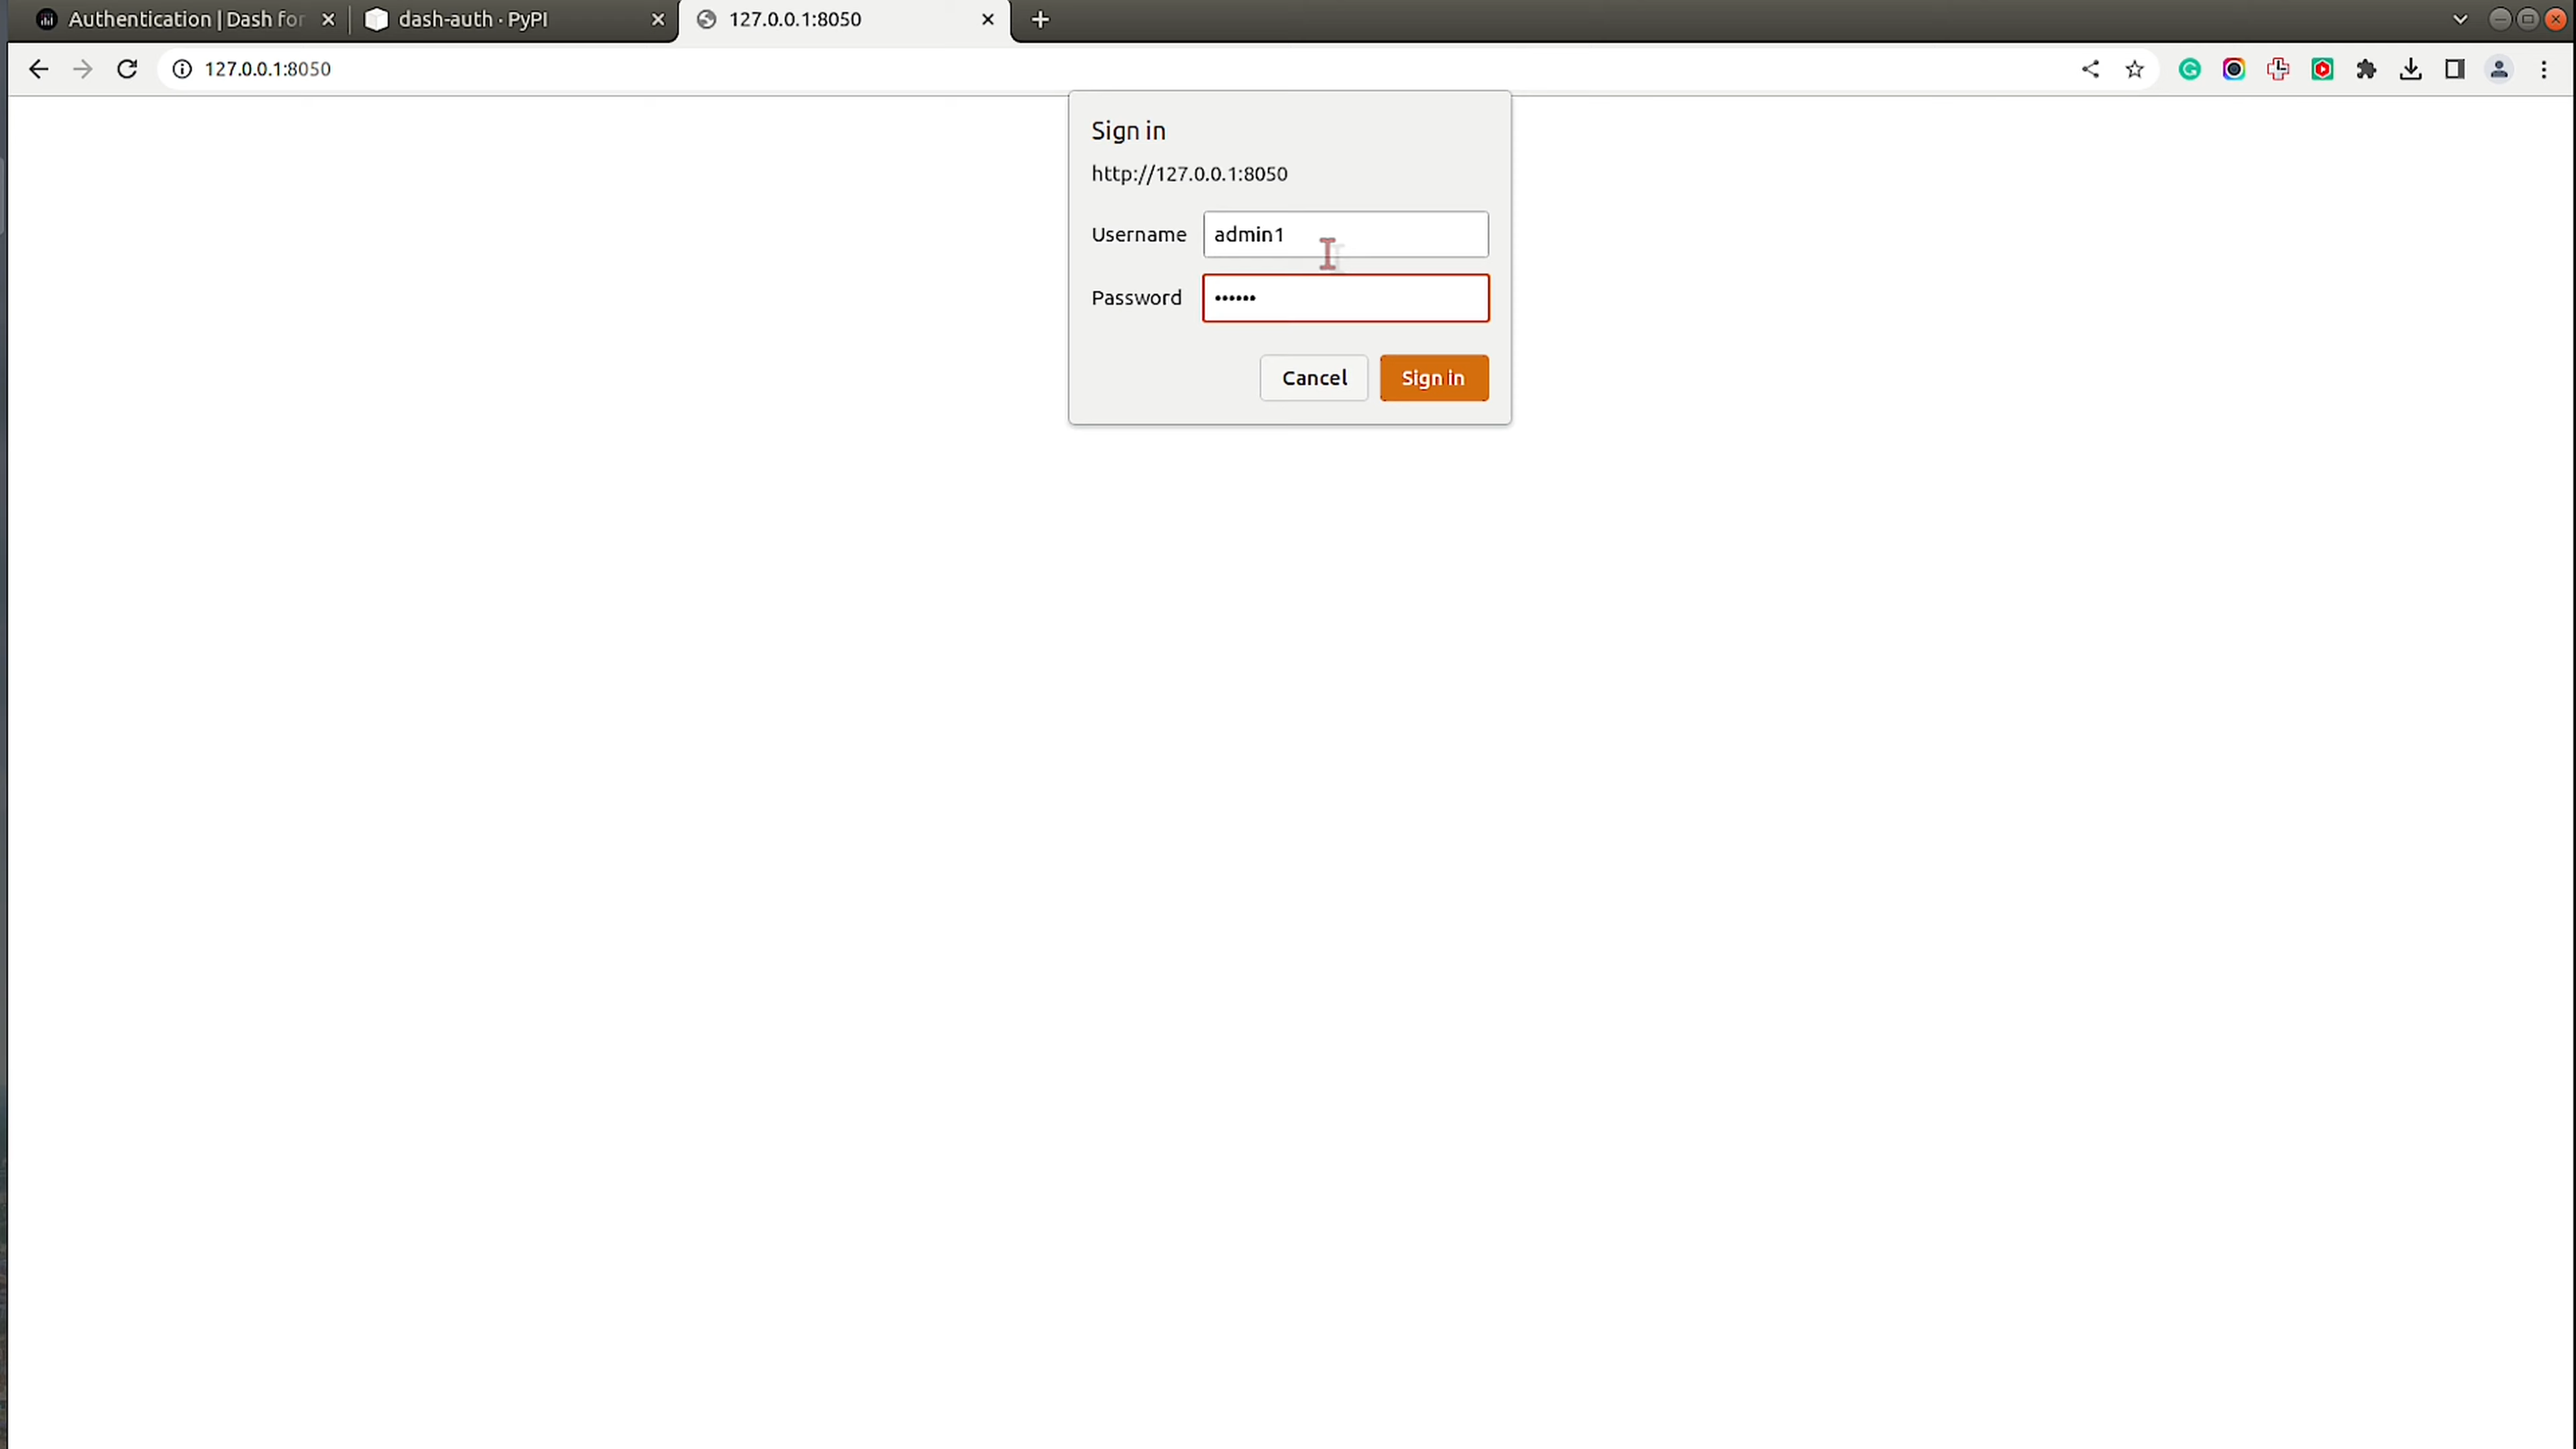 Authentication | Dash for
dash-auth · PyPI
127.0.0.1:8050
127.0.0.1:8050
Sign in
http://127.0.0.1:8050
Username admin1
Password ••••••
Cancel Sign in